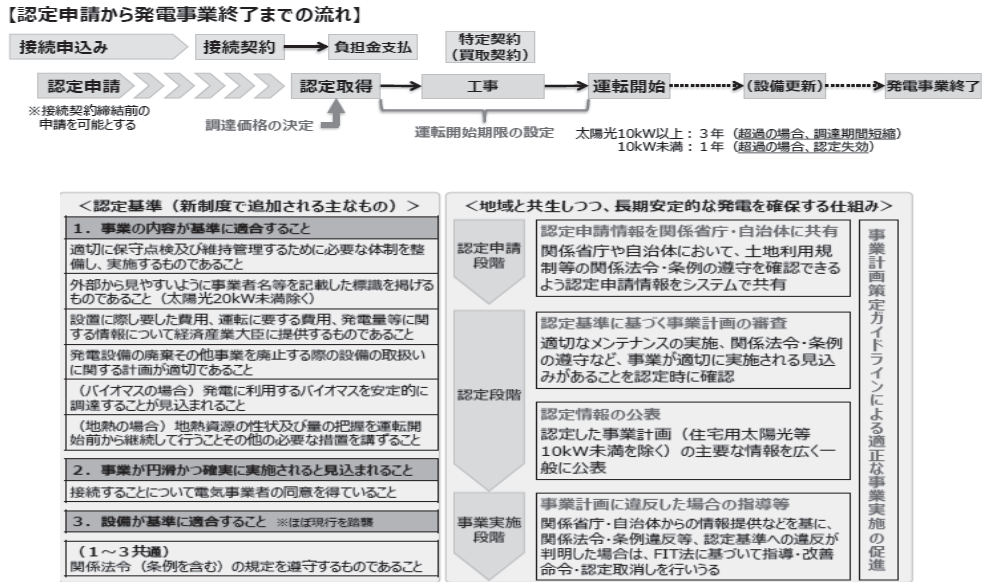 【認定申請から発電事業終了までの流れ】
接続申込み
接続契約
負担金支払
特定契約
(買取契約)
認定申請
認定取得
工事
運転開始
(設備更新)
発電事業終了
※接続契約締結前の
申請を可能とする
調達価格の決定
運転開始期限の設定
太陽光10kW以上：３年（超過の場合、調達期間短縮）
10kW未満：１年（超過の場合、認定失効）
＜認定基準（新制度で追加される主なもの）＞
１．事業の内容が基準に適合すること
適切に保守点検及び維持管理するために必要な体制を整
備し、実施するものであること
外部から見やすいように事業者名等を記載した標識を掲げる
ものであること（太陽光20kW未満除く）
設置に際し要した費用、運転に要する費用、発電量等に関
する情報について経済産業大臣に提供するものであること
発電設備の廃棄その他事業を廃止する際の設備の取扱い
に関する計画が適切であること
（バイオマスの場合）発電に利用するバイオマスを安定的に
調達することが見込まれること
（地熱の場合）地熱資源の性状及び量の把握を運転開
始前から継続して行うことその他の必要な措置を講ずること
２．事業が円滑かつ確実に実施されると見込まれること
接続することについて電気事業者の同意を得ていること
３．設備が基準に適合すること ※ほぼ現行を踏襲
（１～３共通）
関係法令（条例を含む）の規定を遵守するものであること
＜地域と共生しつつ、長期安定的な発電を確保する仕組み＞
認定申請
段階
認定申請情報を関係省庁・自治体に共有
関係省庁や自治体において、土地利用規
制等の関係法令・条例の遵守を確認できる
よう認定申請情報をシステムで共有
認定段階
認定基準に基づく事業計画の審査
適切なメンテナンスの実施、関係法令・条例
の遵守など、事業が適切に実施される見込
みがあることを認定時に確認
認定情報の公表
認定した事業計画（住宅用太陽光等
10kW未満を除く）の主要な情報を広く一
般に公表
事業実施
段階
事業計画に違反した場合の指導等
関係省庁・自治体からの情報提供などを基に、
関係法令・条例違反等、認定基準への違反が
判明した場合は、FIT法に基づいて指導・改善
命令・認定取消しを行いうる
事業計画策定ガイドラインによる適正な事業実施の促進